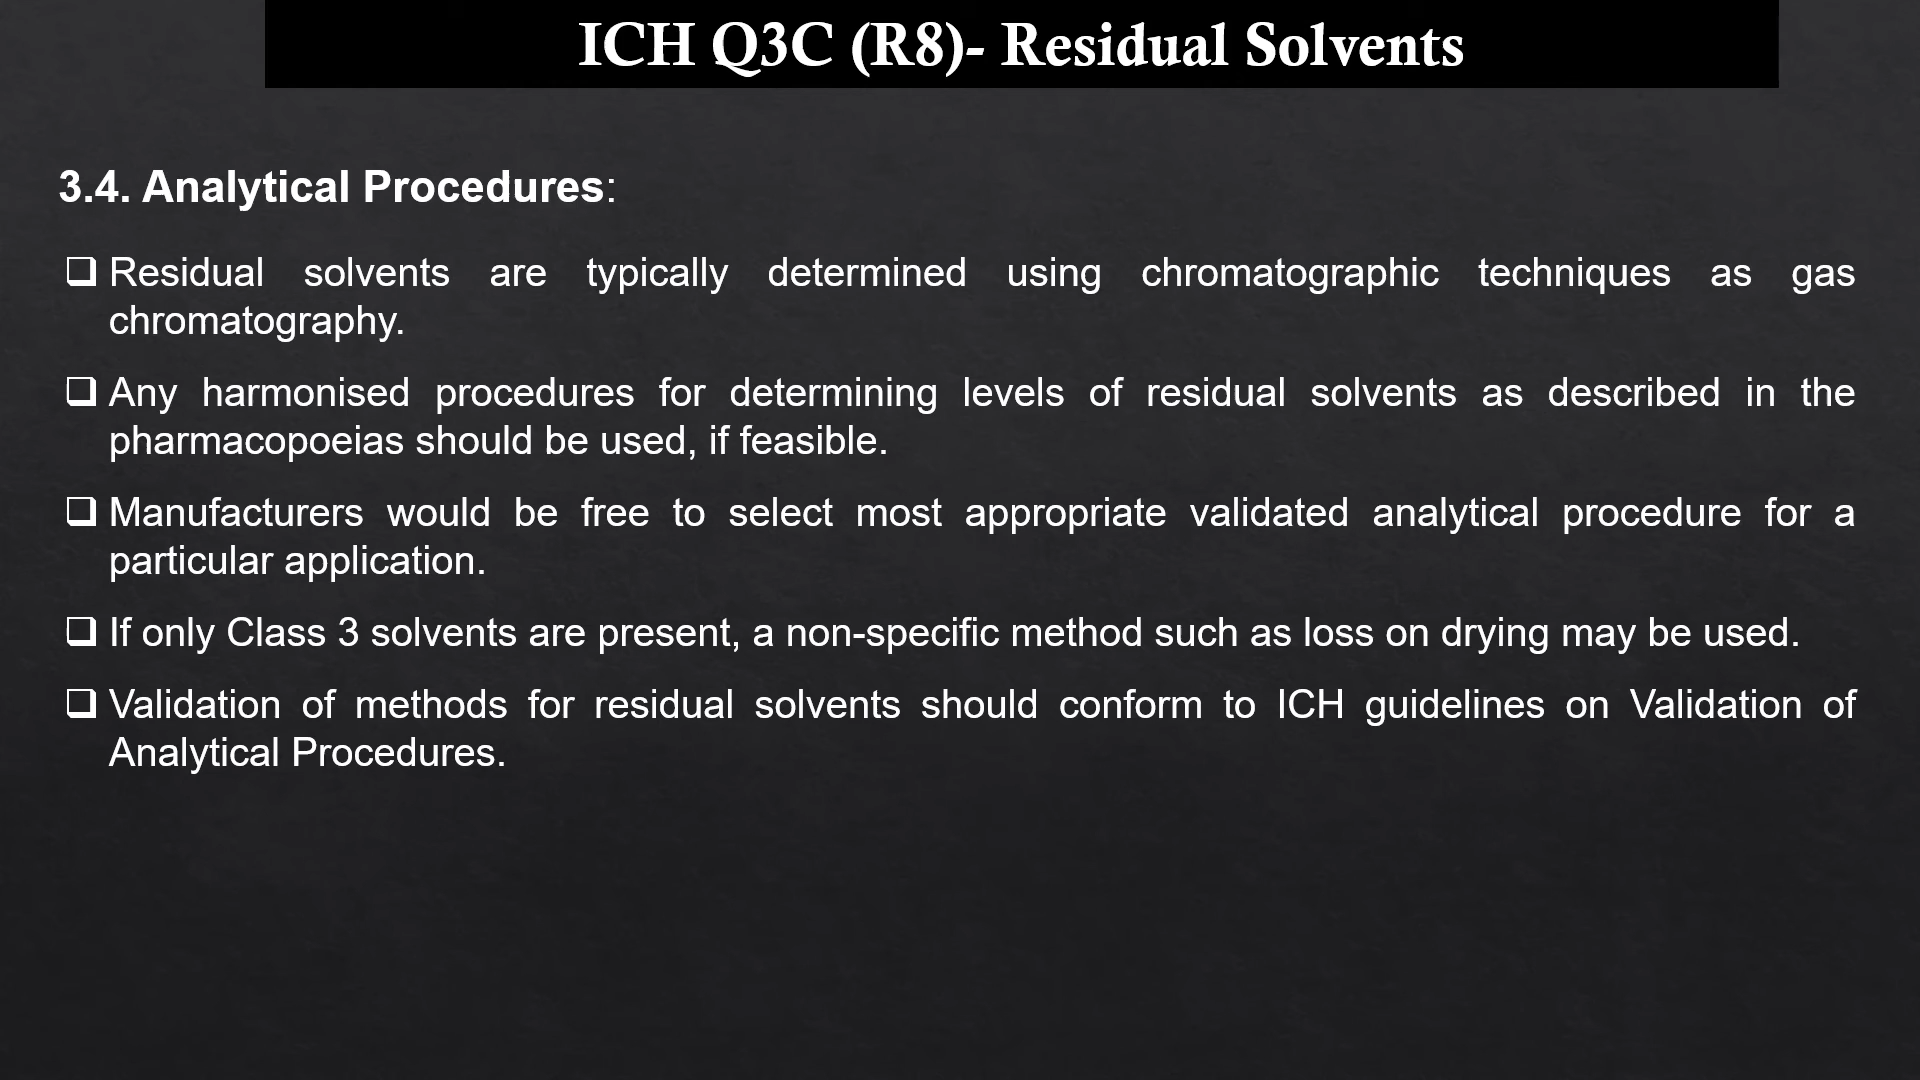 ICH Q3C (R8)- Residual Solvents
3.4. Analytical Procedures:
❑ Residual solvents are typically determined using chromatographic techniques as gas
chromatography.
❑ Any harmonised procedures for determining levels of residual solvents as described in the
pharmacopoeias should be used, if feasible.
❑ Manufacturers would be free to select most appropriate validated analytical procedure for a
particular application.
❑ If only Class 3 solvents are present, a non-specific method such as loss on drying may be used.
❑ Validation of methods for residual solvents should conform to ICH guidelines on Validation of
Analytical Procedures.